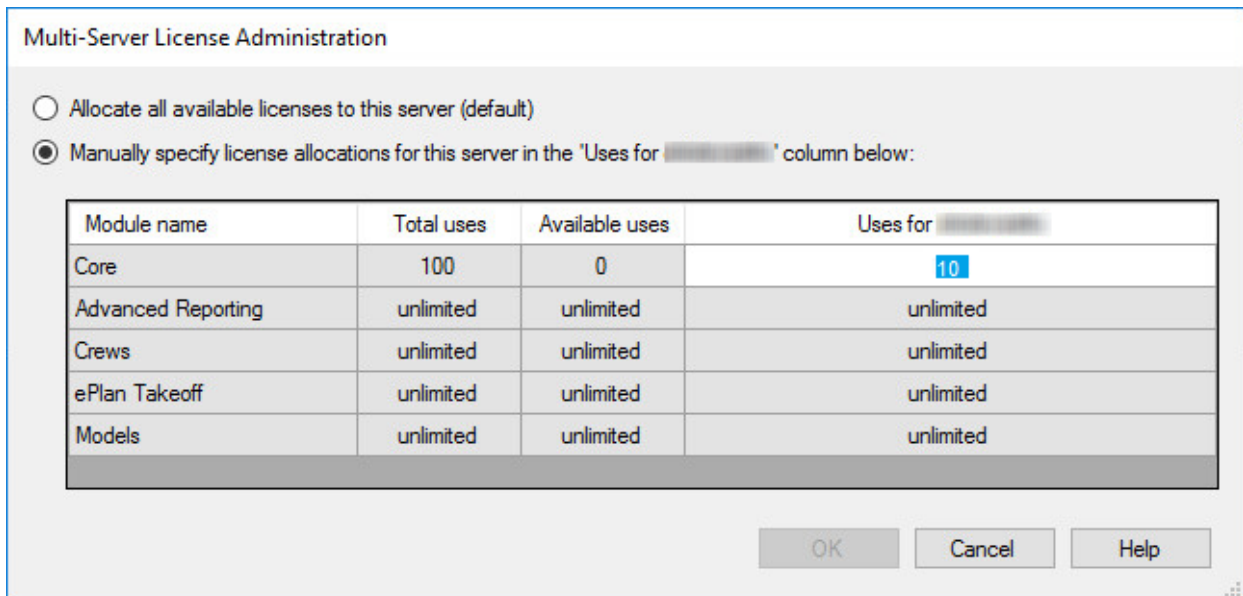 Multi-Server License Administration
Allocate all available licenses to this server (default)
Manually specify license allocations for this server in the "Uses for ' column below:
Module name Total uses Available uses Uses for
Core 100 0 10
Advanced Reporting unlimited unlimited unlimited
Crews unlimited unlimited unlimited
ePlan Takeoff unlimited unlimited unlimited
Models unlimited unlimited unlimited
OK Cancel Help